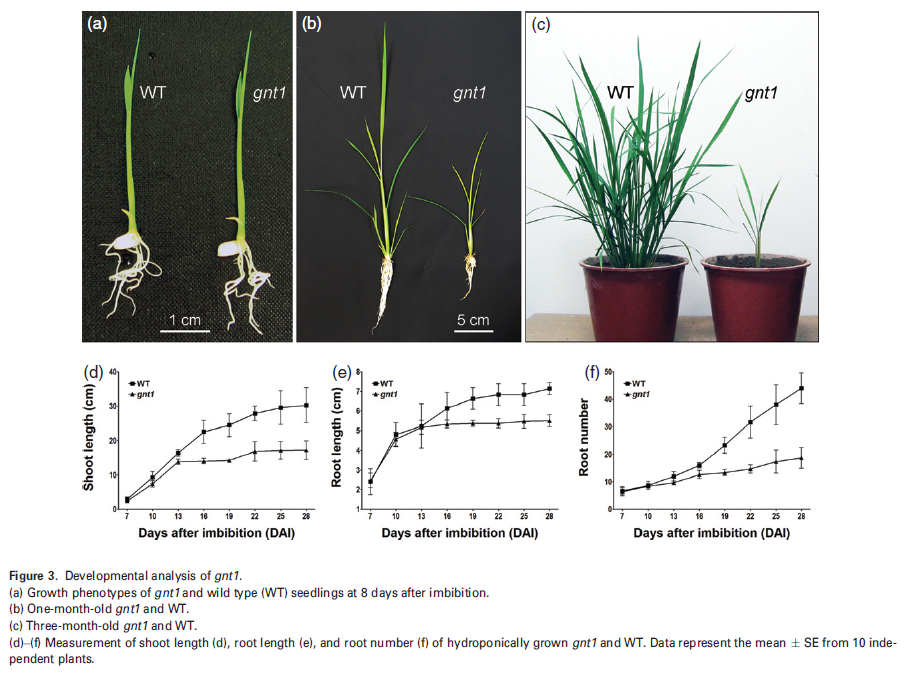 (a)
WT
gnt1
1 cm
(b)
WT
gnt1
5 cm
(c)
WT
gnt1
(d)
WT
gnt1
Shoot length (cm)
40
30
20
10
0
7 10 13 16 19 22 25 28
Days after imbibition (DAI)
(e)
WT
gnt1
Root length (cm)
8
7
6
5
4
3
2
1
7 10 13 16 19 22 25 28
Days after imbibition (DAI)
(f)
WT
gnt1
Root number
50
40
30
20
10
0
7 10 13 16 19 22 25 28
Days after imbibition (DAI)
Figure 3. Developmental analysis of gnt1.
(a) Growth phenotypes of gnt1 and wild type (WT) seedlings at 8 days after imbibition.
(b) One-month-old gnt1 and WT.
(c) Three-month-old gnt1 and WT.
(d)–(f) Measurement of shoot length (d), root length (e), and root number (f) of hydroponically grown gnt1 and WT. Data represent the mean ± SE from 10 inde-
pendent plants.